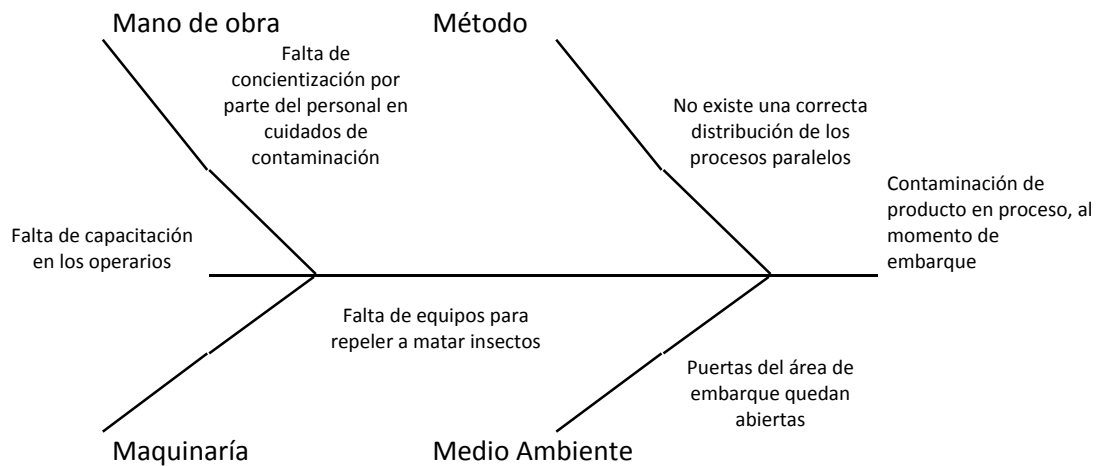 Mano de obra
Método
Falta de
concientización por
parte del personal en
cuidados de
contaminación
No existe una correcta
distribución de los
procesos paralelos
Contaminación de
producto en proceso, al
momento de
embarque
Falta de capacitación
en los operarios
Falta de equipos para
repeler a matar insectos
Puertas del área de
embarque quedan
abiertas
Maquinaría
Medio Ambiente